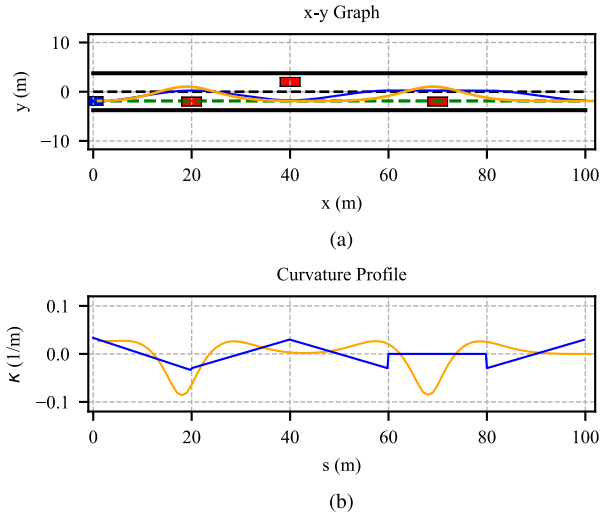 x-y Graph
10
0
−10
y (m)
0 20 40 60 80 100
x (m)
(a)
Curvature Profile
0.1
0.0
−0.1
κ (1/m)
0 20 40 60 80 100
s (m)
(b)